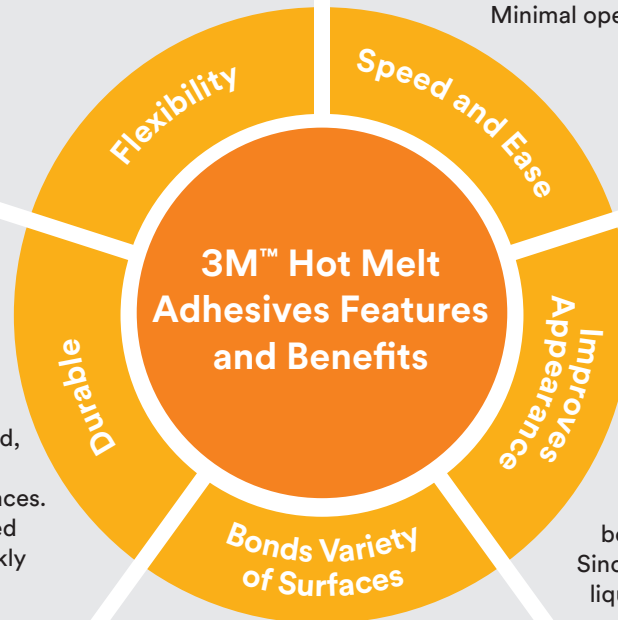 Minimal ope
Flexibility
Speed and Ease
3M™ Hot Melt
Adhesives Features
and Benefits
Durable
Improves
Appearance
Bonds Variety
of Surfaces
d,
nces.
ed
kly
be
Sinc
liqu